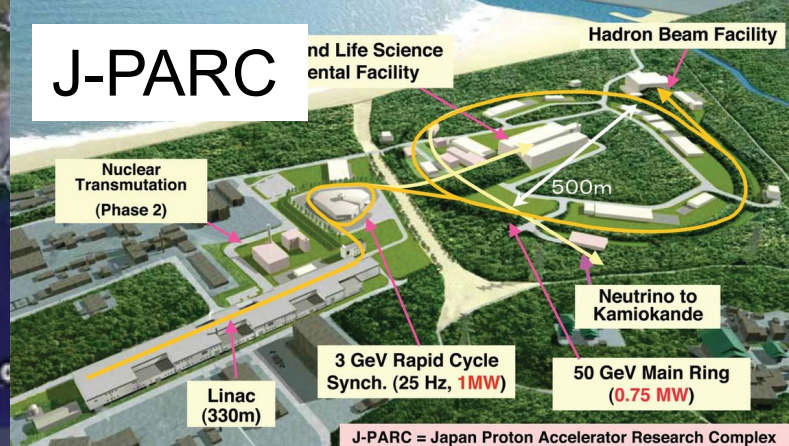 J-PARC
nd Life Science
ental Facility
Hadron Beam Facility
Nuclear
Transmutation
(Phase 2)
500m
Neutrino to
Kamiokande
3 GeV Rapid Cycle
Synch. (25 Hz, 1MW)
50 GeV Main Ring
(0.75 MW)
Linac
(330m)
J-PARC = Japan Proton Accelerator Research Complex